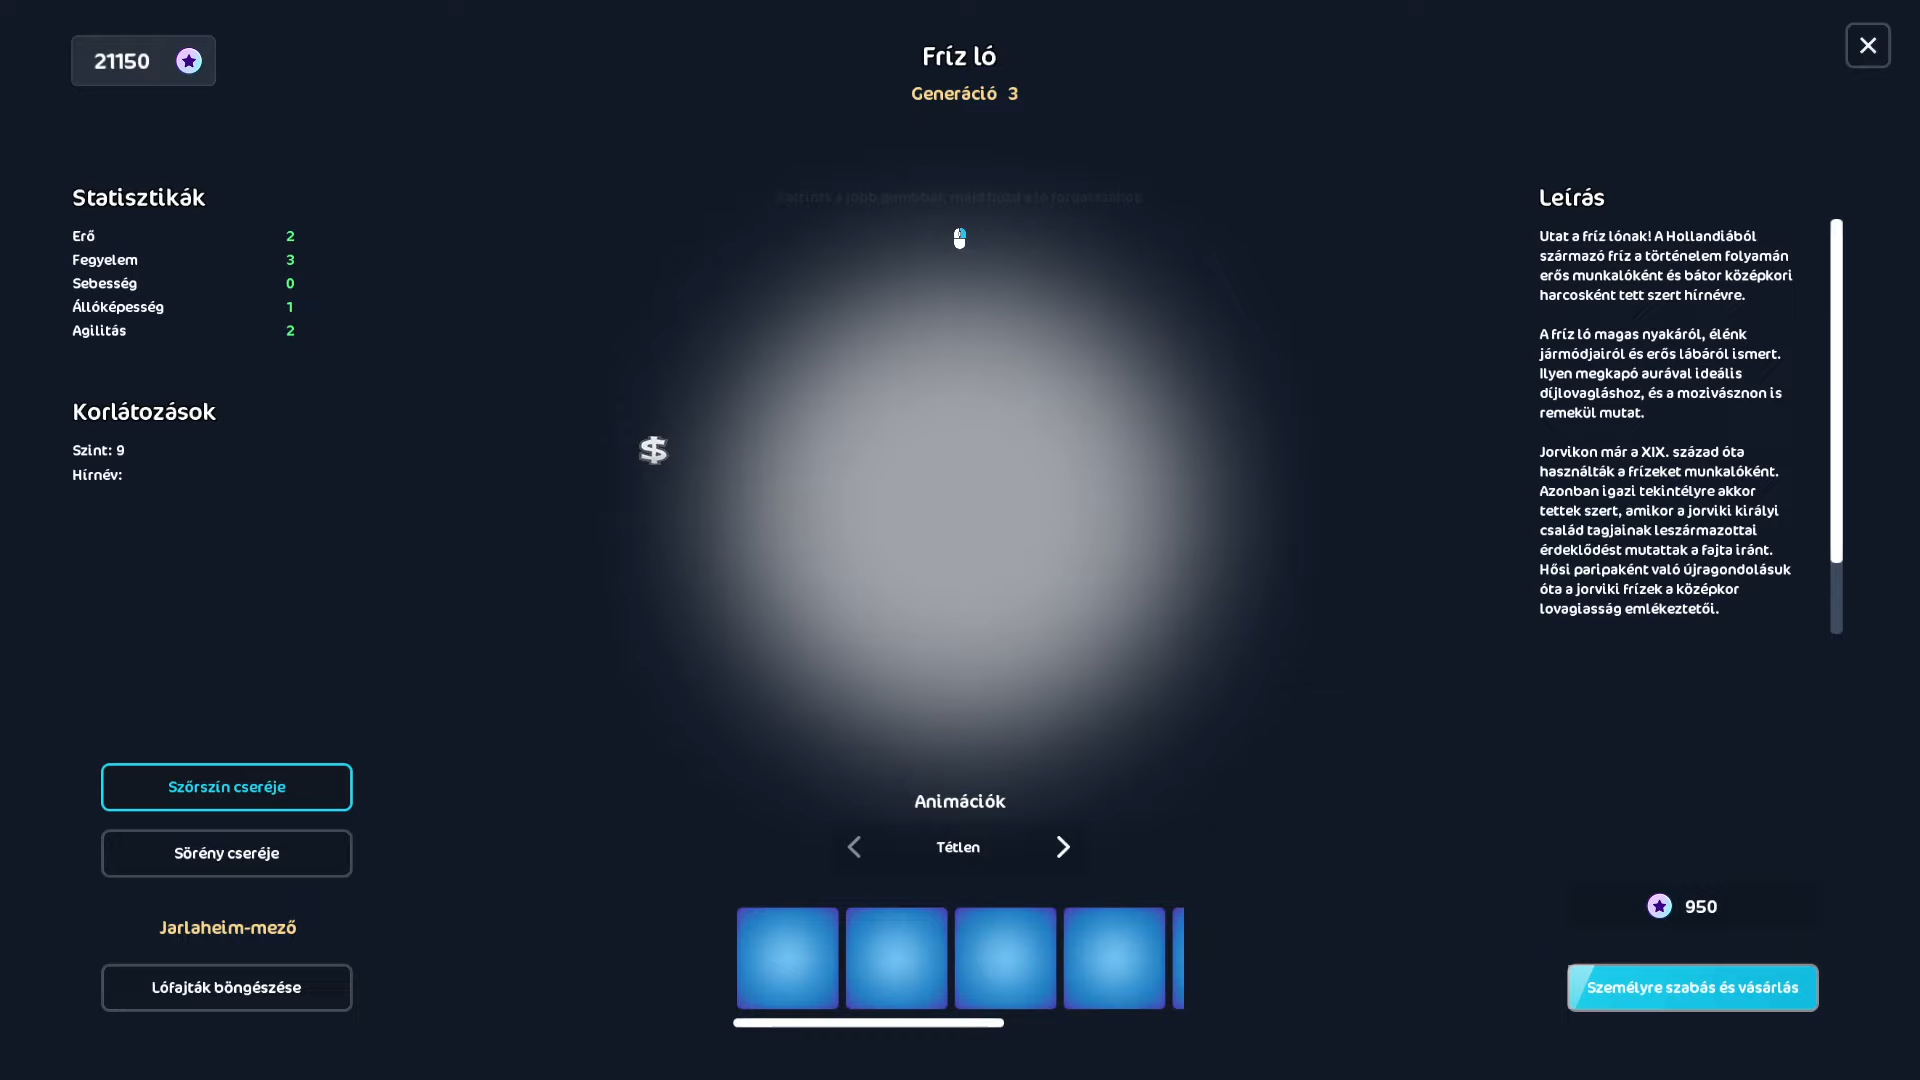 21150
Fríz ló
Generáció 3
Statisztikák
Erő 2
Fegyelem 3
Sebesség 0
Állóképesség 1
Agilitás 2
Korlátozások
Szint: 9
Hírnév:
$
Szőrszín cseréje
Sörény cseréje
Jarlaheim-mező
Lófajták böngészése
Animációk
Tétlen
Leírás
Utat a fríz lónak! A Hollandiából
származó fríz a történelem folyamán
erős munkalóként és bátor középkori
harcosként tett szert hírnévre.
A fríz ló magas nyakáról, élénk
jármódjairól és erős lábáról ismert.
Ilyen megkapó aurával ideális
díjlovagláshoz, és a mozivásznon is
remekül mutat.
Jorvikon már a XIX. század óta
használták a frízeket munkalóként.
Azonban igazi tekintélyre akkor
tettek szert, amikor a jorviki királyi
család tagjainak leszármazottai
érdeklődést mutattak a fajta iránt.
Hősi paripaként való újragondolásuk
óta a jorviki frízek a középkor
lovagiasság emlékeztetői.
950
Személyre szabás és vásárlás